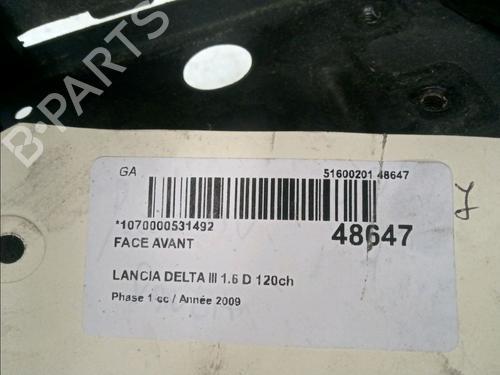 B-PARTS
GA 51600201 48647
*1070000531492
FACE AVANT 48647
LANCIA DELTA III 1.6 D 120ch
Phase 1 cc / Année 2009